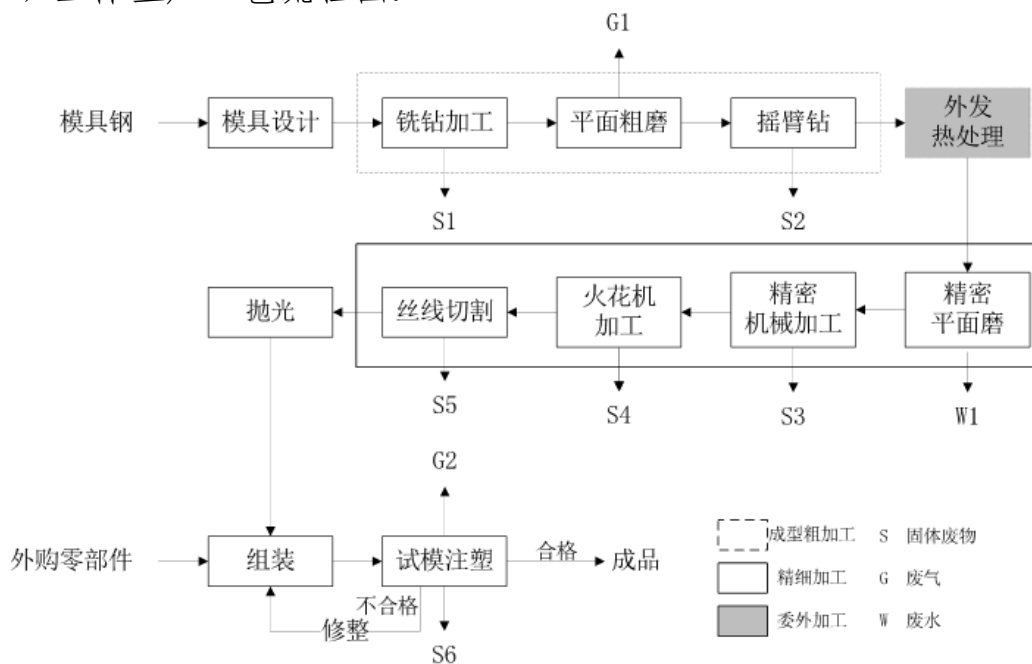 G1
模具钢 模具设计 铣钻加工 平面粗磨 摇臂钻 外发
热处理
S1 S2
抛光 丝线切割 火花机
加工 精密
机械加工 精密
平面磨
S5 S4 S3 W1
G2
外购零部件 组装 试模注塑 合格 成品
不合格
修整
S6
成型粗加工 S 固体废物
精细加工 G 废气
委外加工 W 废水